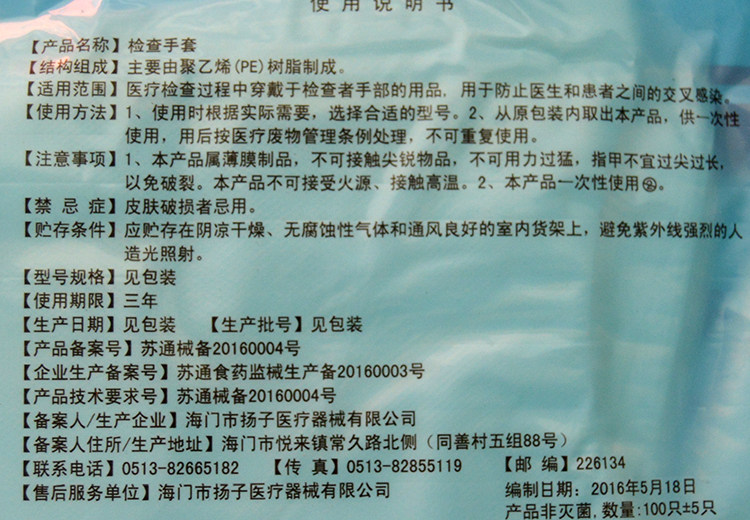 使用说明书
【产品名称】检查手套
【结构组成】主要由聚乙烯(PE)树脂制成。
【适用范围】医疗检查过程中穿戴于检查者手部的用品，用于防止医生和患者之间的交叉感染。
【使用方法】1、使用时根据实际需要，选择合适的型号。2、从原包装内取出本产品，供一次性
使用，用后按医疗废物管理条例处理，不可重复使用。
【注意事项】1、本产品属薄膜制品，不可接触尖锐物品，不可用力过猛，指甲不宜过尖过长，
以免破裂。本产品不可接受火源、接触高温。2、本产品一次性使用。
【禁 忌 症】皮肤破损者忌用。
【贮存条件】应贮存在阴凉干燥、无腐蚀性气体和通风良好的室内货架上，避免紫外线强烈的人
造光照射。
【型号规格】见包装
【使用期限】三年
【生产日期】见包装 【生产批号】见包装
【产品备案号】苏通械备20160004号
【企业生产备案号】苏通食药监械生产备20160003号
【产品技术要求号】苏通械备20160004号
【备案人/生产企业】海门市扬子医疗器械有限公司
【备案人住所/生产地址】海门市悦来镇常久路北侧（同善村五组88号）
【联系电话】0513-82665182 【传 真】0513-82855119 【邮 编】226134
【售后服务单位】海门市扬子医疗器械有限公司 编制日期：2016年5月18日
产品非灭菌,数量:100只±5只